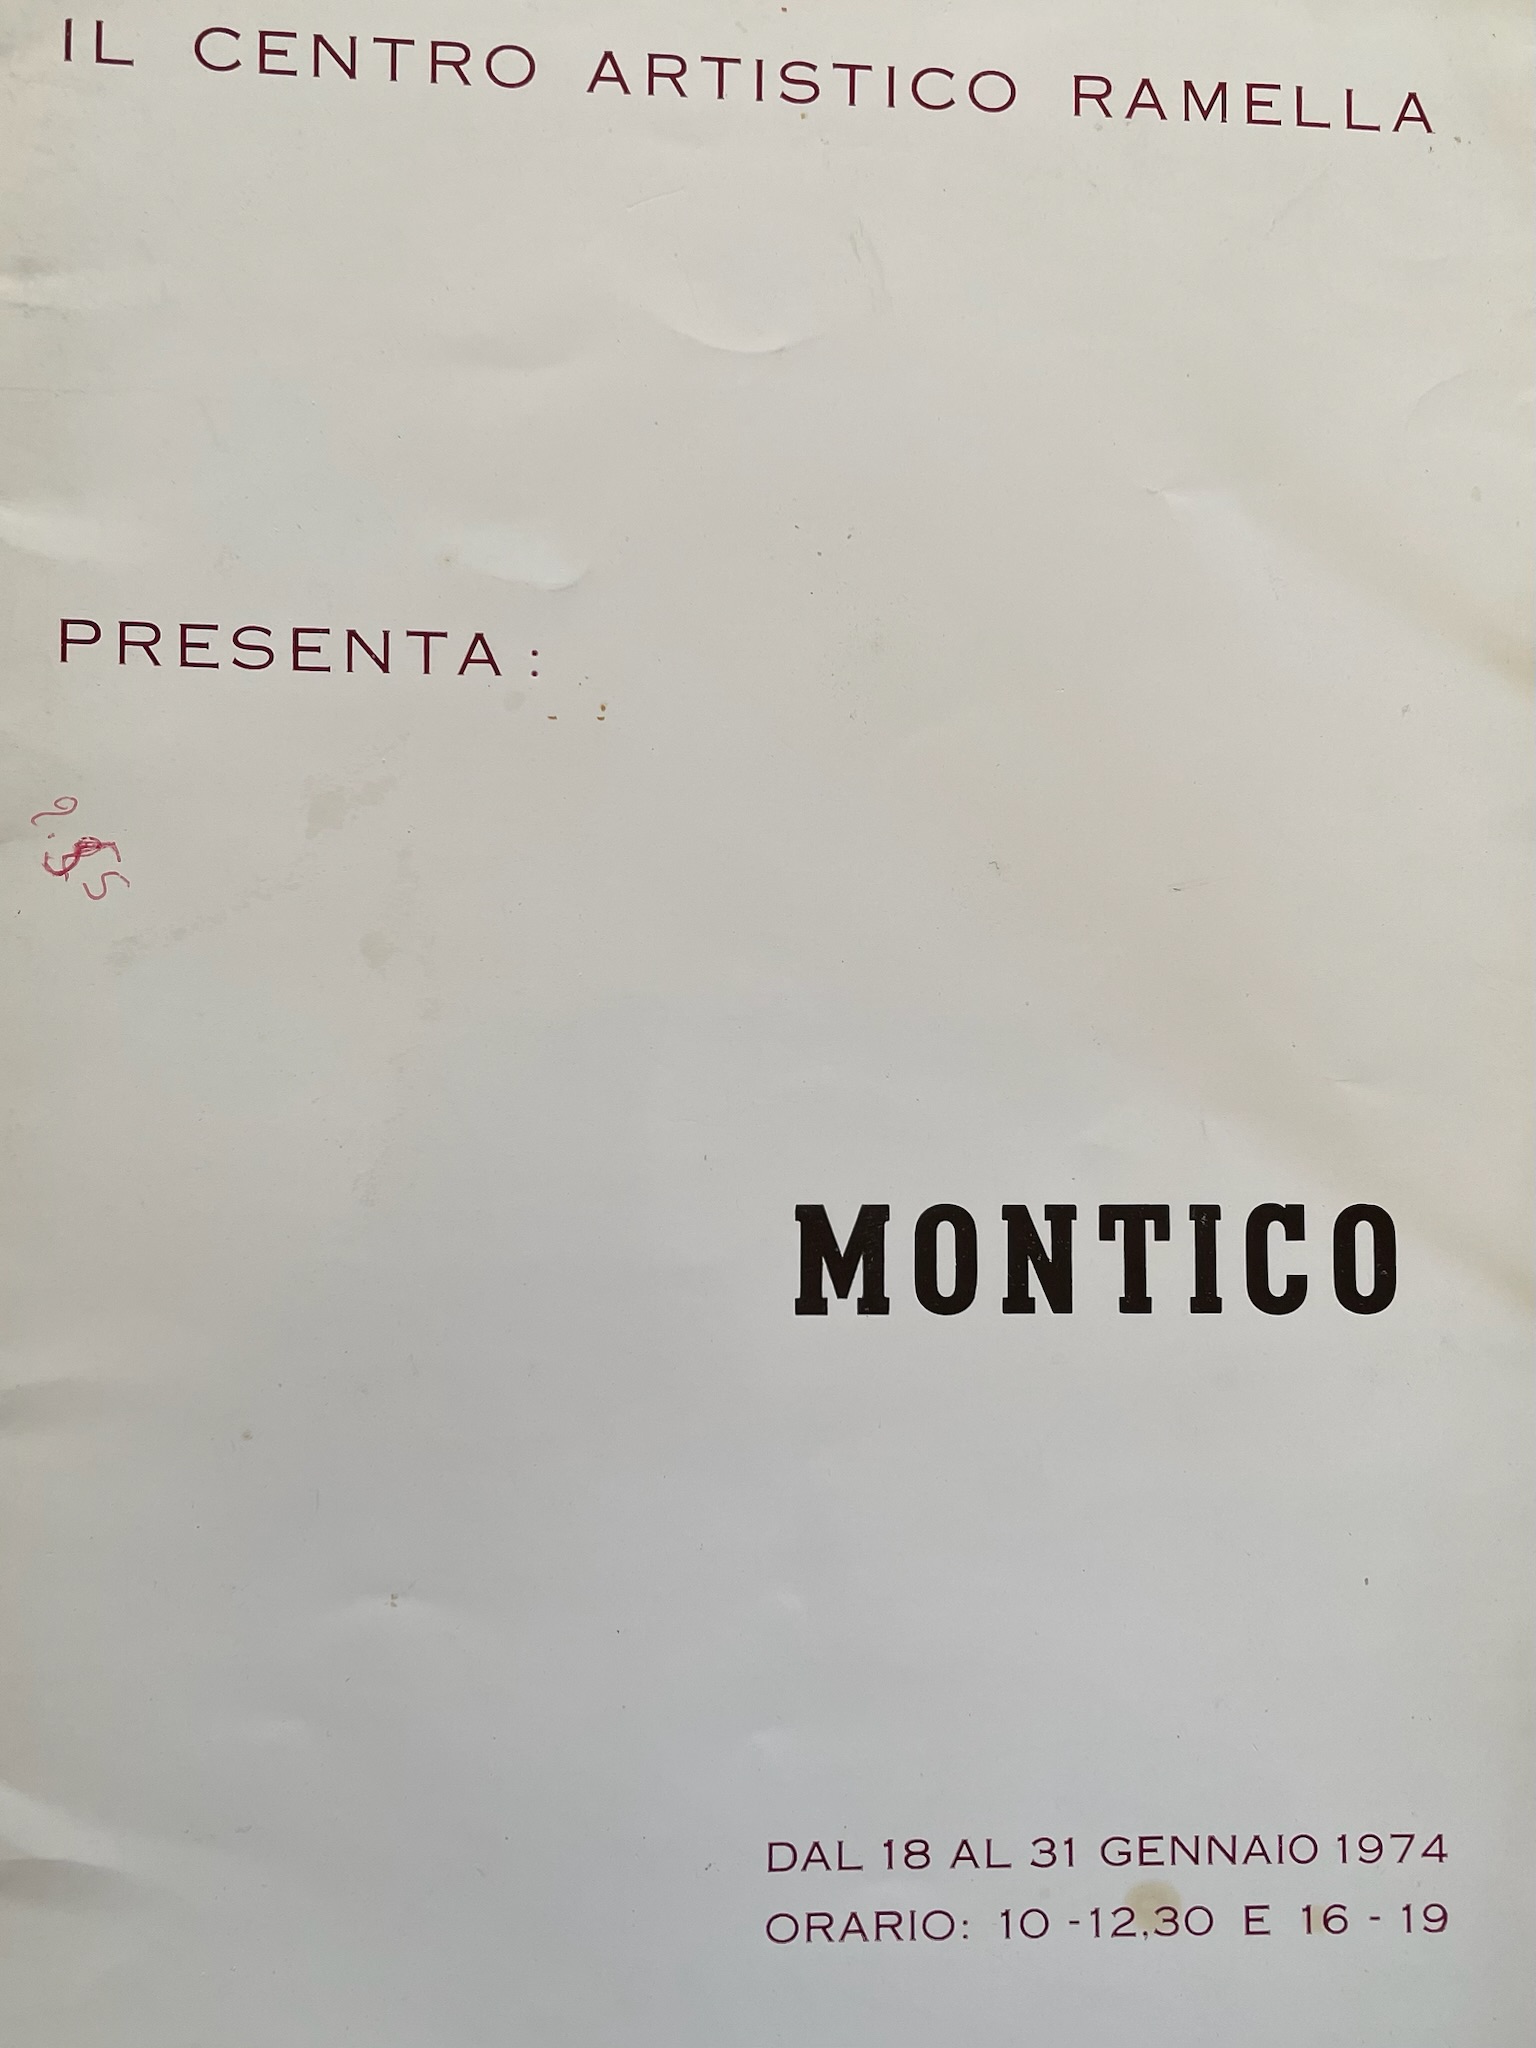 IL CENTRO ARTISTICO RAMELLA
PRESENTA :
MONTICO
DAL 18 AL 31 GENNAIO 1974
ORARIO: 10 - 12,30 E 16 - 19